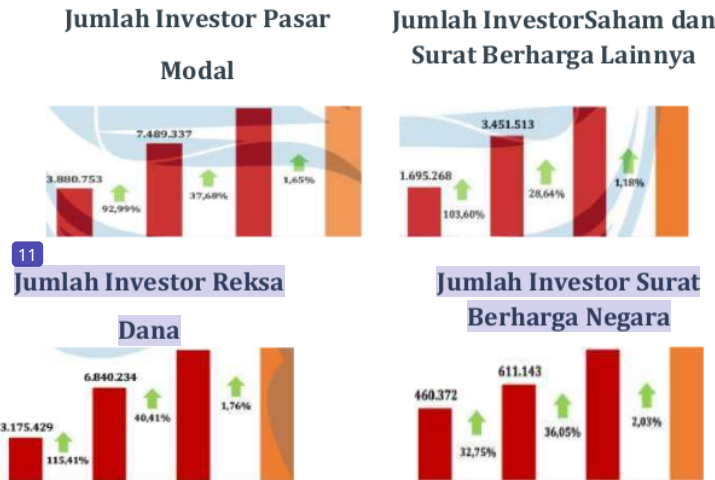 Jumlah Investor Pasar
Modal
7.489.337
3.880.753
1,65%
37,68%
92,99%
Jumlah InvestorSaham dan
Surat Berharga Lainnya
3.451.513
1.695.268
1,18%
28,64%
103,60%
11
Jumlah Investor Reksa
Dana
6.840.234
1,76%
40,41%
3.175.429
115,41%
Jumlah Investor Surat
Berharga Negara
611.143
460.372
2,03%
36,05%
32,75%